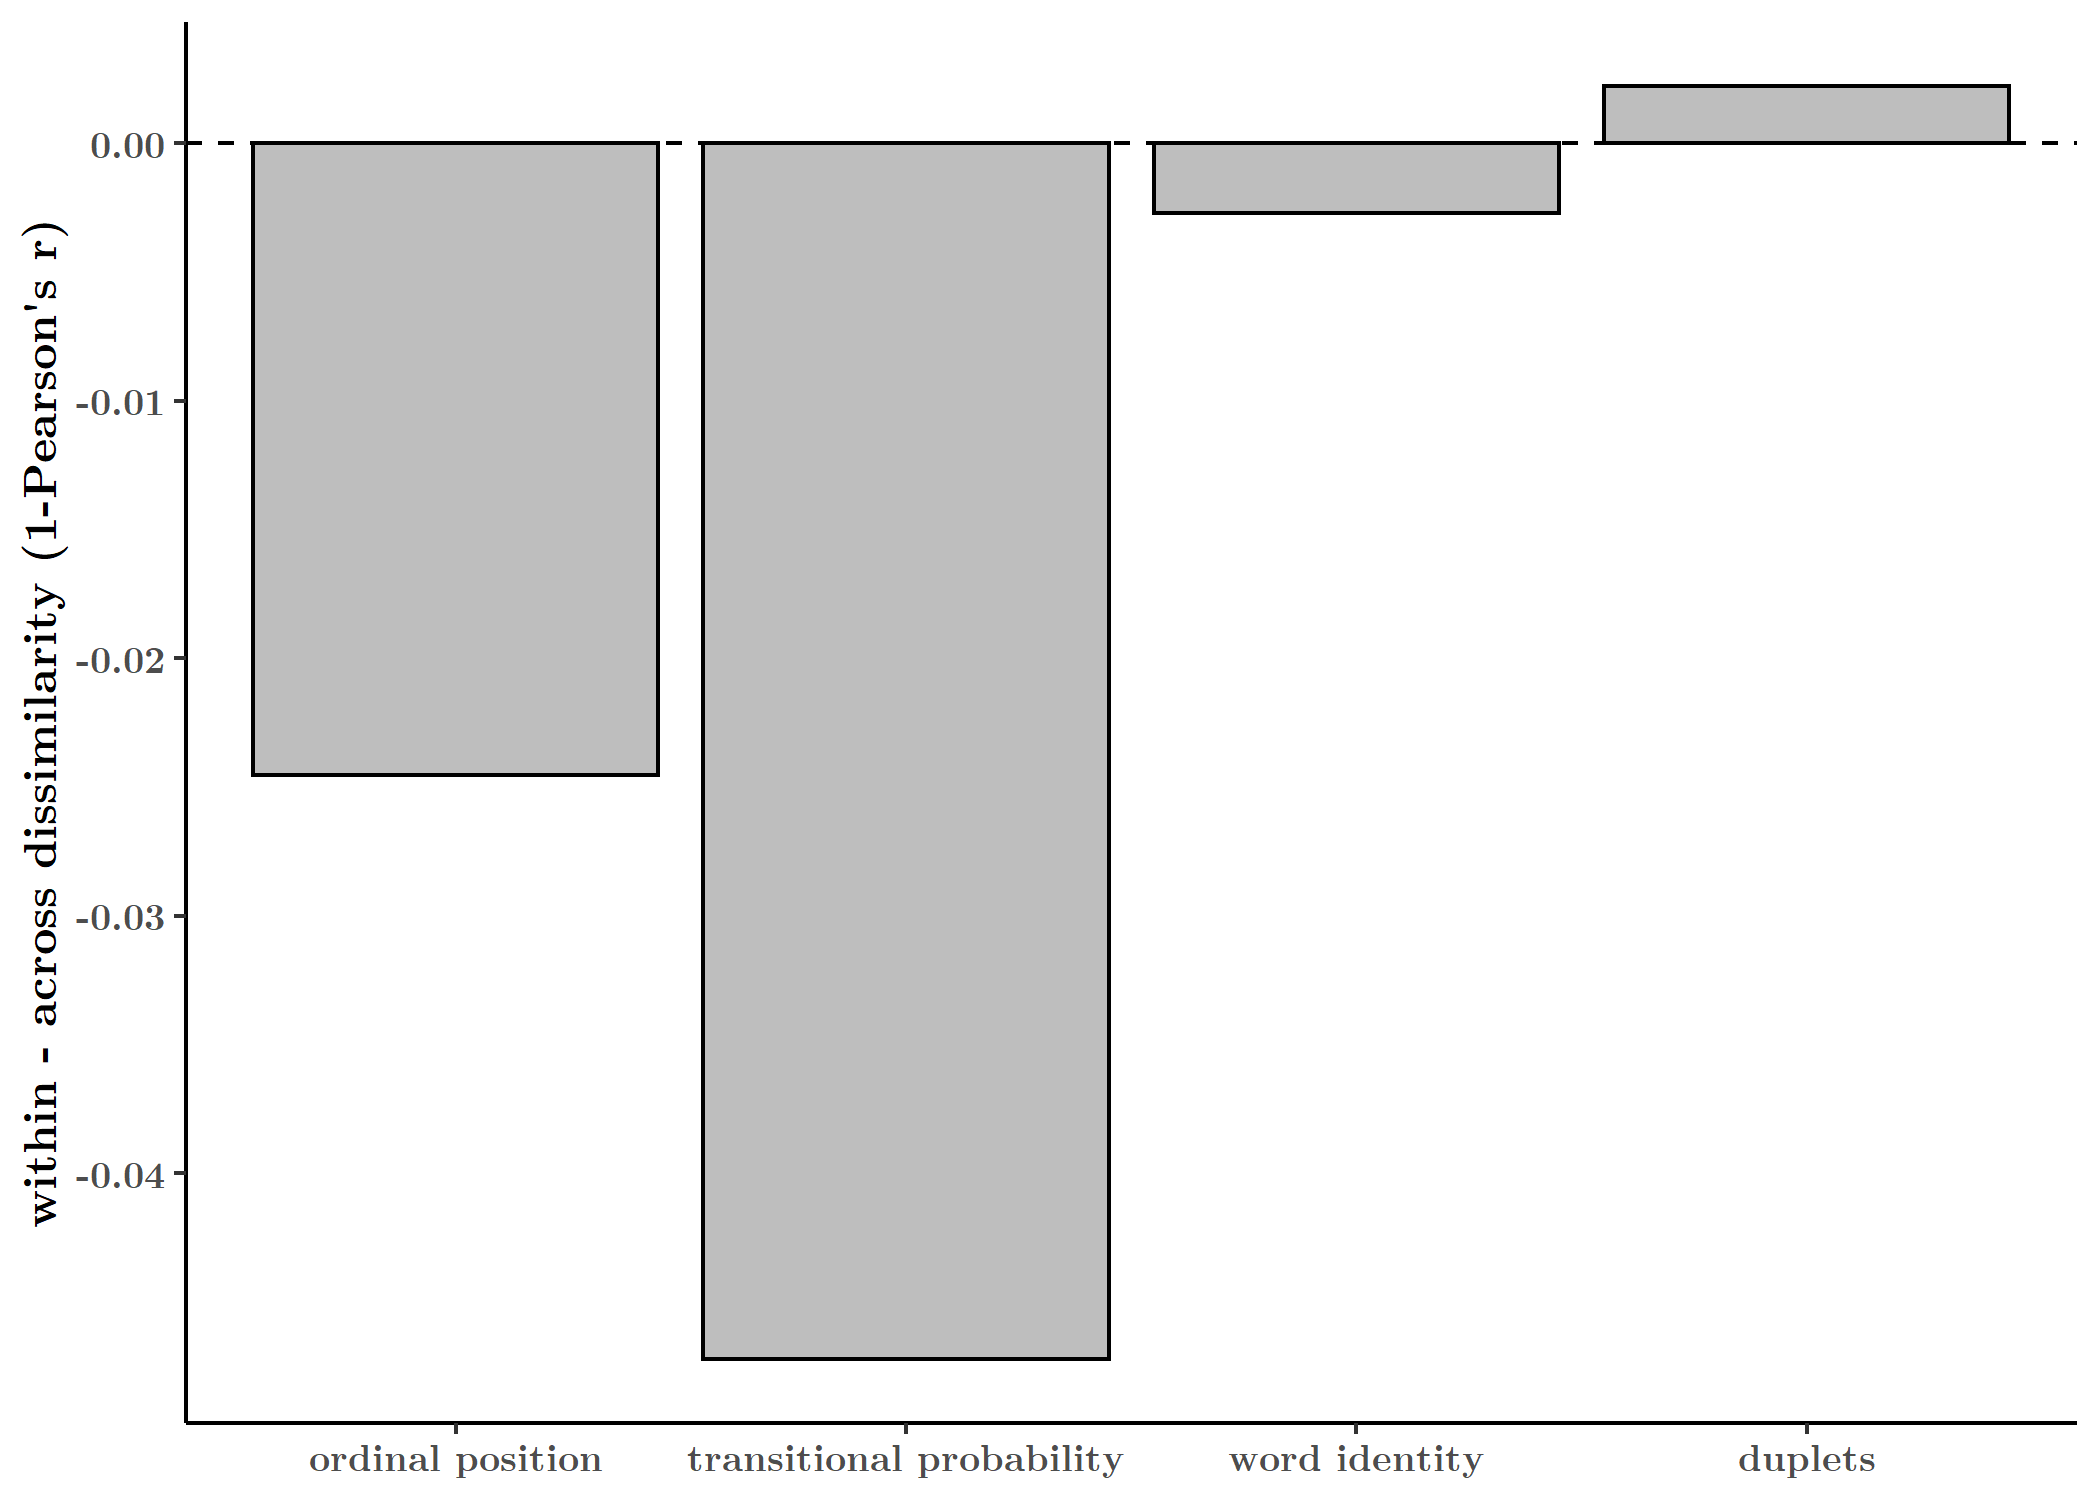 within - across dissimilarity (1-Pearson's r)
0.00
-0.01
-0.02
-0.03
-0.04
ordinal position
transitional probability
word identity
duplets